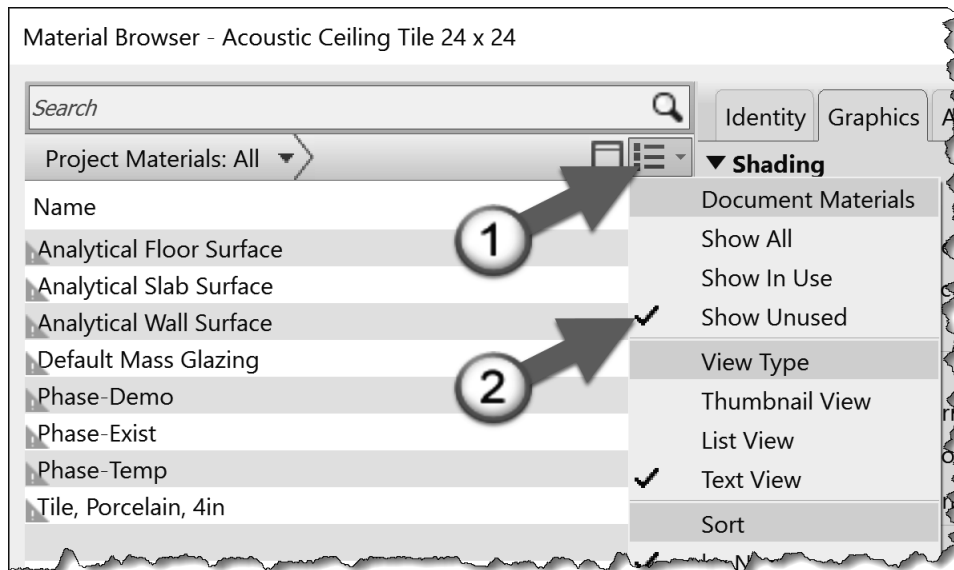 Material Browser - Acoustic Ceiling Tile 24 x 24
Search
Identity
Graphics
Project Materials: All
Shading
Name
Analytical Floor Surface
Analytical Slab Surface
Analytical Wall Surface
Default Mass Glazing
Phase-Demo
Phase-Exist
Phase-Temp
Tile, Porcelain, 4in
1
2
Document Materials
Show All
Show In Use
Show Unused
View Type
Thumbnail View
List View
Text View
Sort